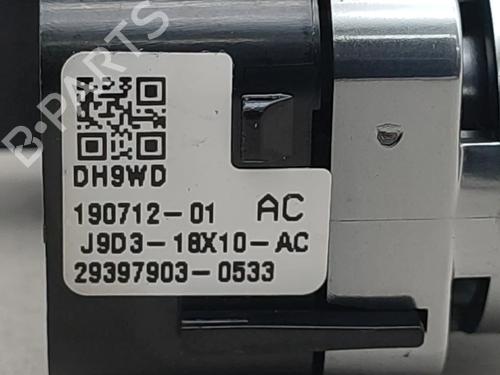 B-PARTS
DH9WD
190712-01 AC
J9D3-18X10-AC
29397903-0533